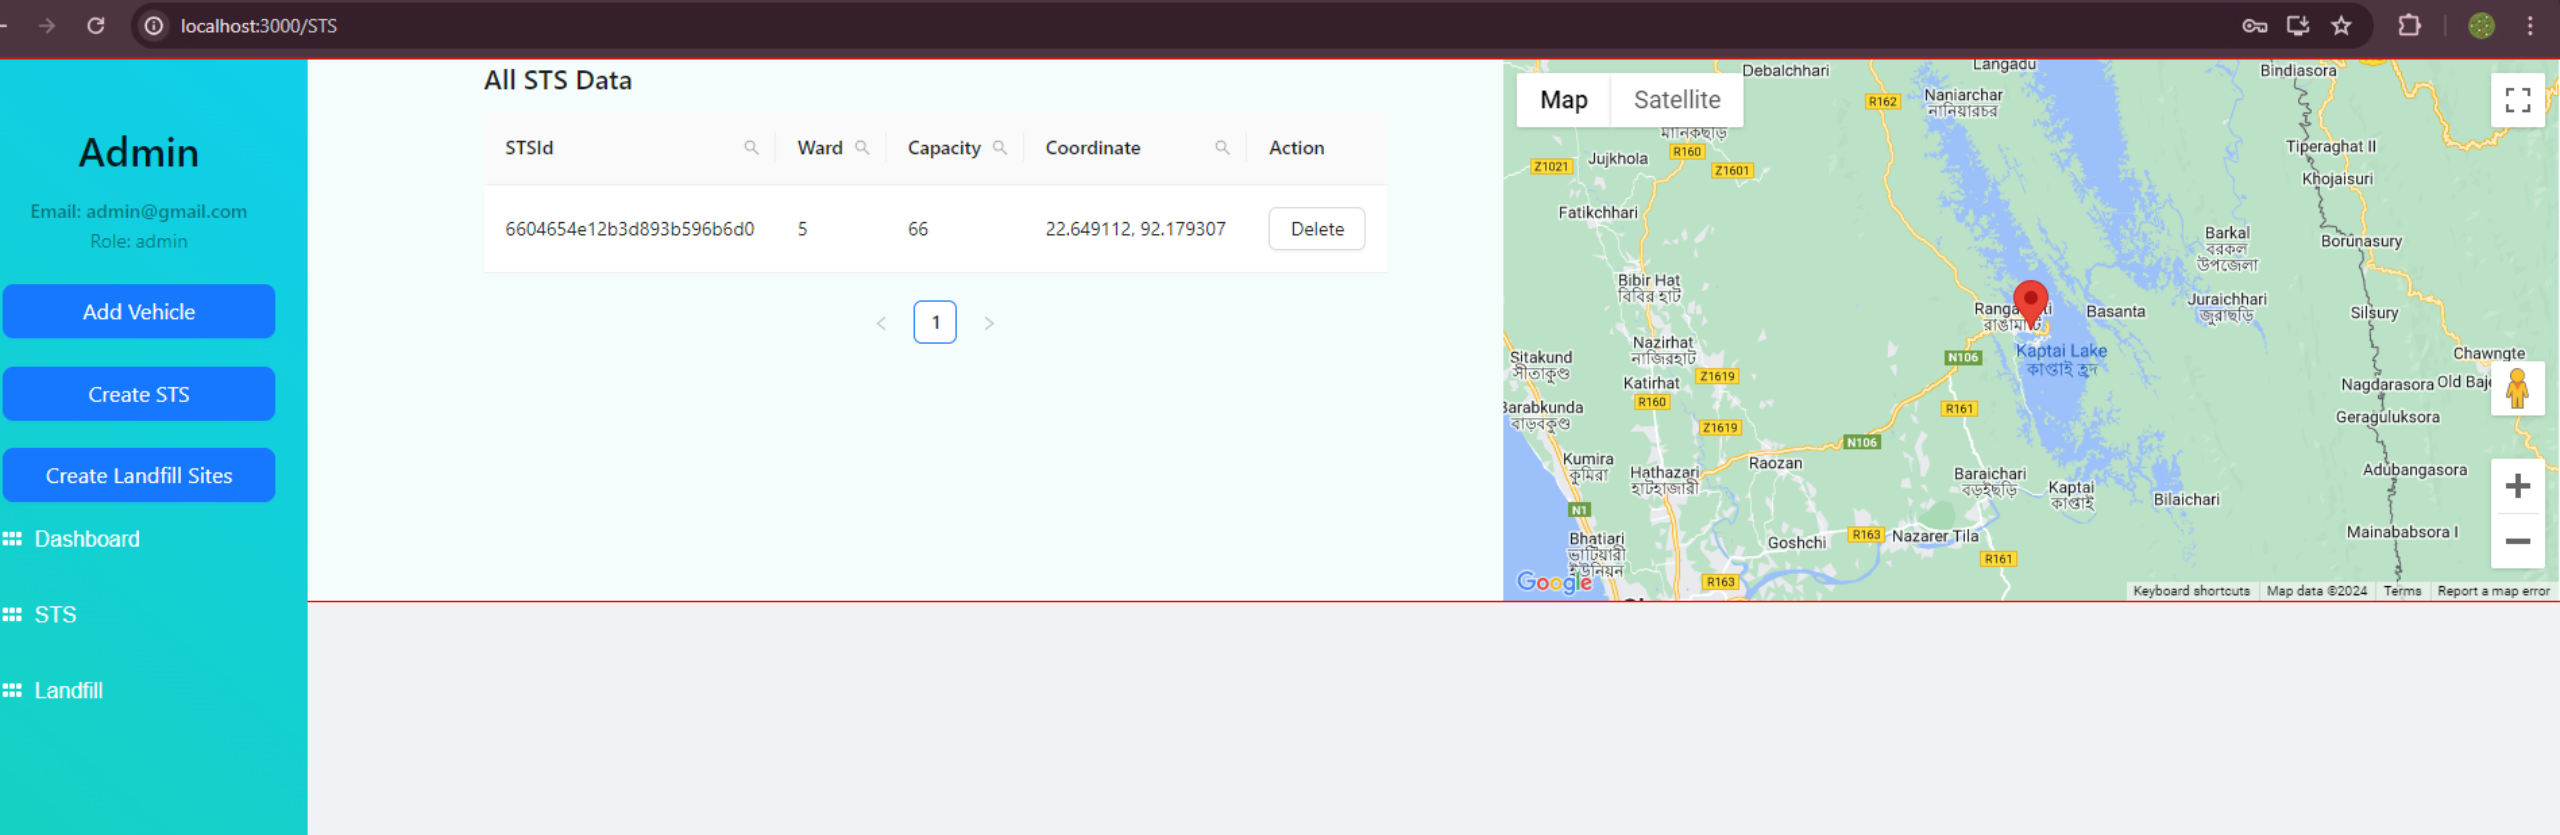 localhost:3000/STS
Admin
Email: admin@gmail.com
Role: admin
Add Vehicle
Create STS
Create Landfill Sites
Dashboard
STS
Landfill
All STS Data
STSId Ward Capacity Coordinate Action
6604654e12b3d893b596b6d0 5 66 22.649112, 92.179307 Delete
1
Map Satellite
Debalchhari
Langadu
Bindiasora
R162
Naniarchar
নানিয়ারচর
মানিকছড়ি
R160
Z1021
Jujkhola
Z1601
Tiperaghat II
Khojaisuri
Fatikchhari
Barkal
বরকল
উপজেলা
Borunasury
Bibir Hat
বিবির হাট
Juraichhari
জুরাছড়ি
Basanta
Silsury
রাঙামাটি
Nazirhat
নাজিরহাট
Sitakund
সীতাকুণ্ড
N106
Kaptai Lake
কাপ্তাই হ্রদ
Chawngte
Z1619
Katirhat
R160
Nagdarasora
Old
Barabkunda
বাড়বকুণ্ড
R161
Geraguluksora
Z1619
N106
Kumira
কুমিরা
Hathazari
হাটহাজারী
Raozan
Baraichari
বড়ইছড়ি
Kaptai
কাপ্তাই
Bilaichari
Adubangasora
N1
Bhatiari
ভাটিয়ারী
ইউনিয়ন
Goshchi
R163
Nazarer Tila
R161
Mainababsora I
R163
Google
Keyboard shortcuts Map data ©2024 Terms Report a map error